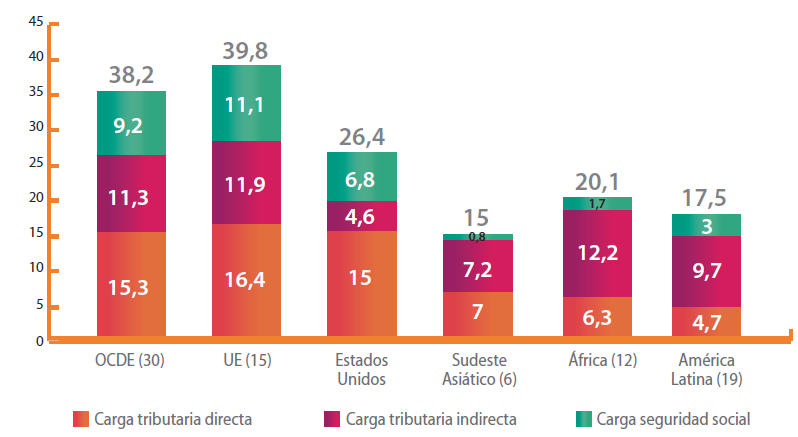 45
40
35
30
25
20
15
10
5
0
38,2
9,2
11,3
15,3
39,8
11,1
11,9
16,4
26,4
6,8
4,6
15
15
0,8
7,2
7
20,1
1,7
12,2
6,3
17,5
3
9,7
4,7
OCDE (30)
UE (15)
Estados
Unidos
Sudeste
Asiático (6)
África (12)
América
Latina (19)
Carga tributaria directa
Carga tributaria indirecta
Carga seguridad social